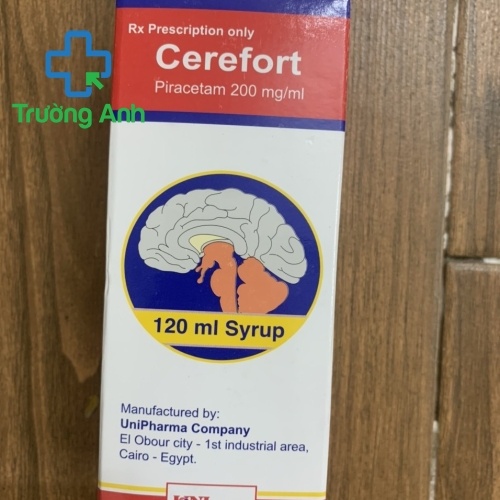 Rx Prescription only
Cerefort
Piracetam 200 mg/ml
Trường Anh
120 ml Syrup
Manufactured by:
UniPharma Company
El Obour city - 1st industrial area,
Cairo - Egypt.